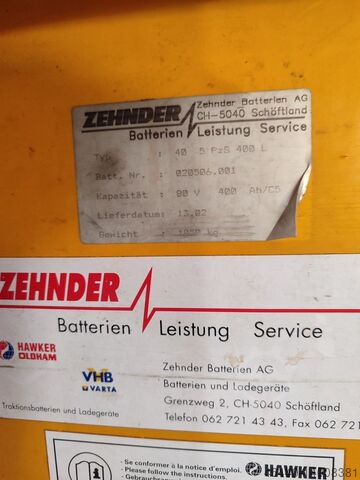 ZEHNDER
Zehnder Batterien AG
CH-5040 Schöftland
Batterien Leistung Service
Typ : 40 5 PzS 400 L
Batt. Nr. : 020506.001
Kapazität : 80 V 400 Ah/C5
Lieferdatum: 13.02
Gewicht : kg
ZEHNDER
Batterien Leistung Service
HAWKER
OLDHAM
VHB
VARTA
Traktionsbatterien und Ladegeräte
Zehnder Batterien AG
Batterien und Ladegeräte
Grenzweg 2, CH-5040 Schöftland
Telefon 062 721 43 43, Fax 062 721
- Se conformer à la notice d'emploi.
- Please follow the instructions.
- Gebrauchsan
HAWKER